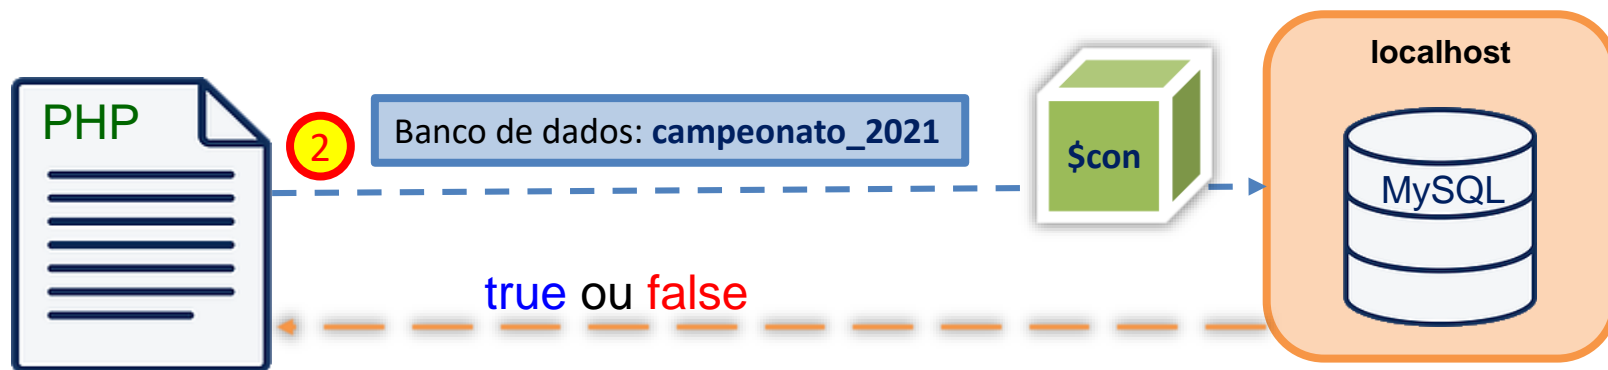 localhost
PHP
2
Banco de dados: campeonato_2021
$con
MySQL
true ou false